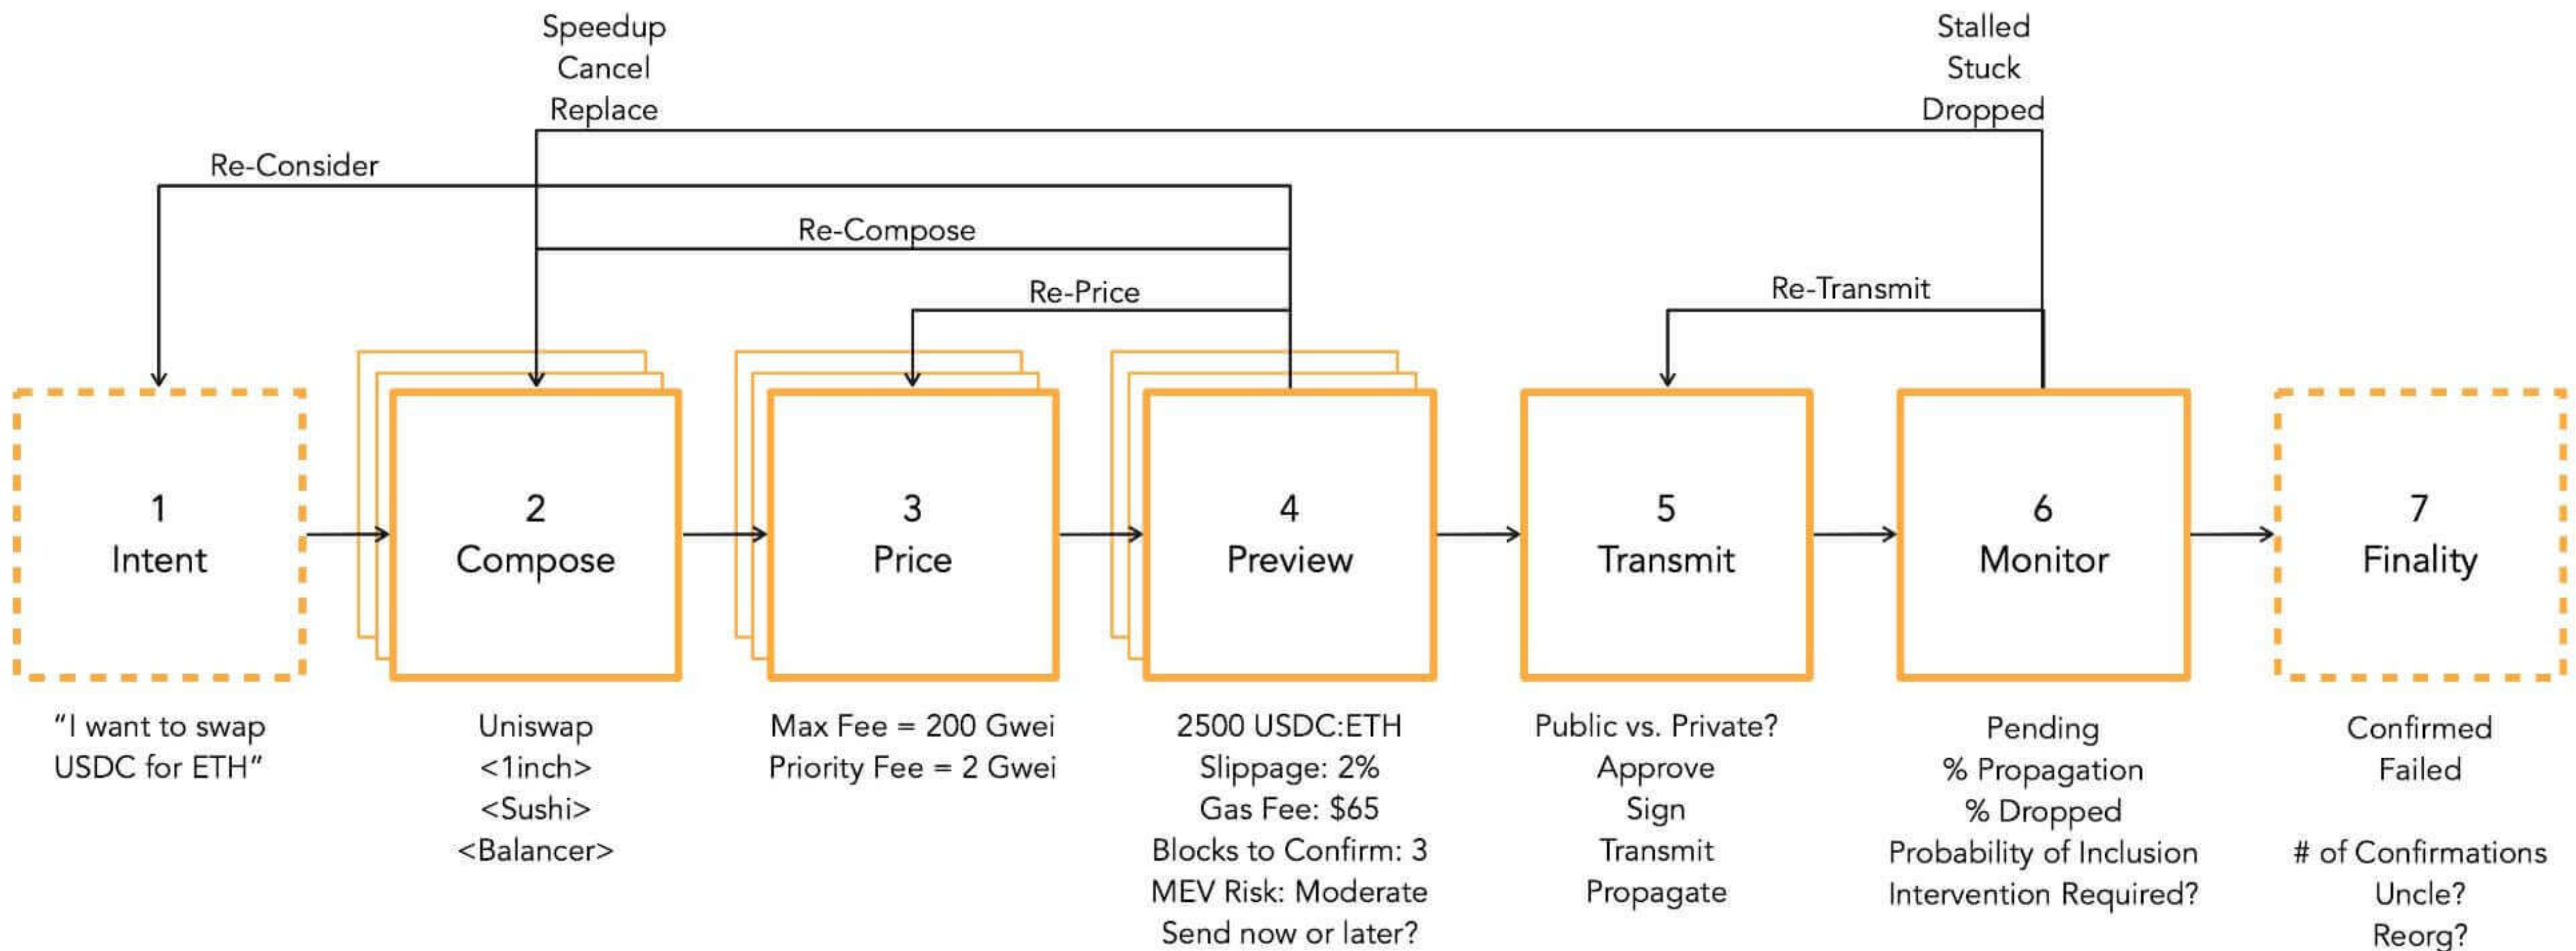 Speedup
Cancel
Replace
Stalled
Stuck
Dropped
Re-Consider
Re-Compose
Re-Price
Re-Transmit
1
Intent
2
Compose
3
Price
4
Preview
5
Transmit
6
Monitor
7
Finality
“I want to swap
USDC for ETH”
Uniswap
<1inch>
<Sushi>
<Balancer>
Max Fee = 200 Gwei
Priority Fee = 2 Gwei
2500 USDC:ETH
Slippage: 2%
Gas Fee: $65
Blocks to Confirm: 3
MEV Risk: Moderate
Send now or later?
Public vs. Private?
Approve
Sign
Transmit
Propagate
Pending
% Propagation
% Dropped
Probability of Inclusion
Intervention Required?
Confirmed
Failed
# of Confirmations
Uncle?
Reorg?